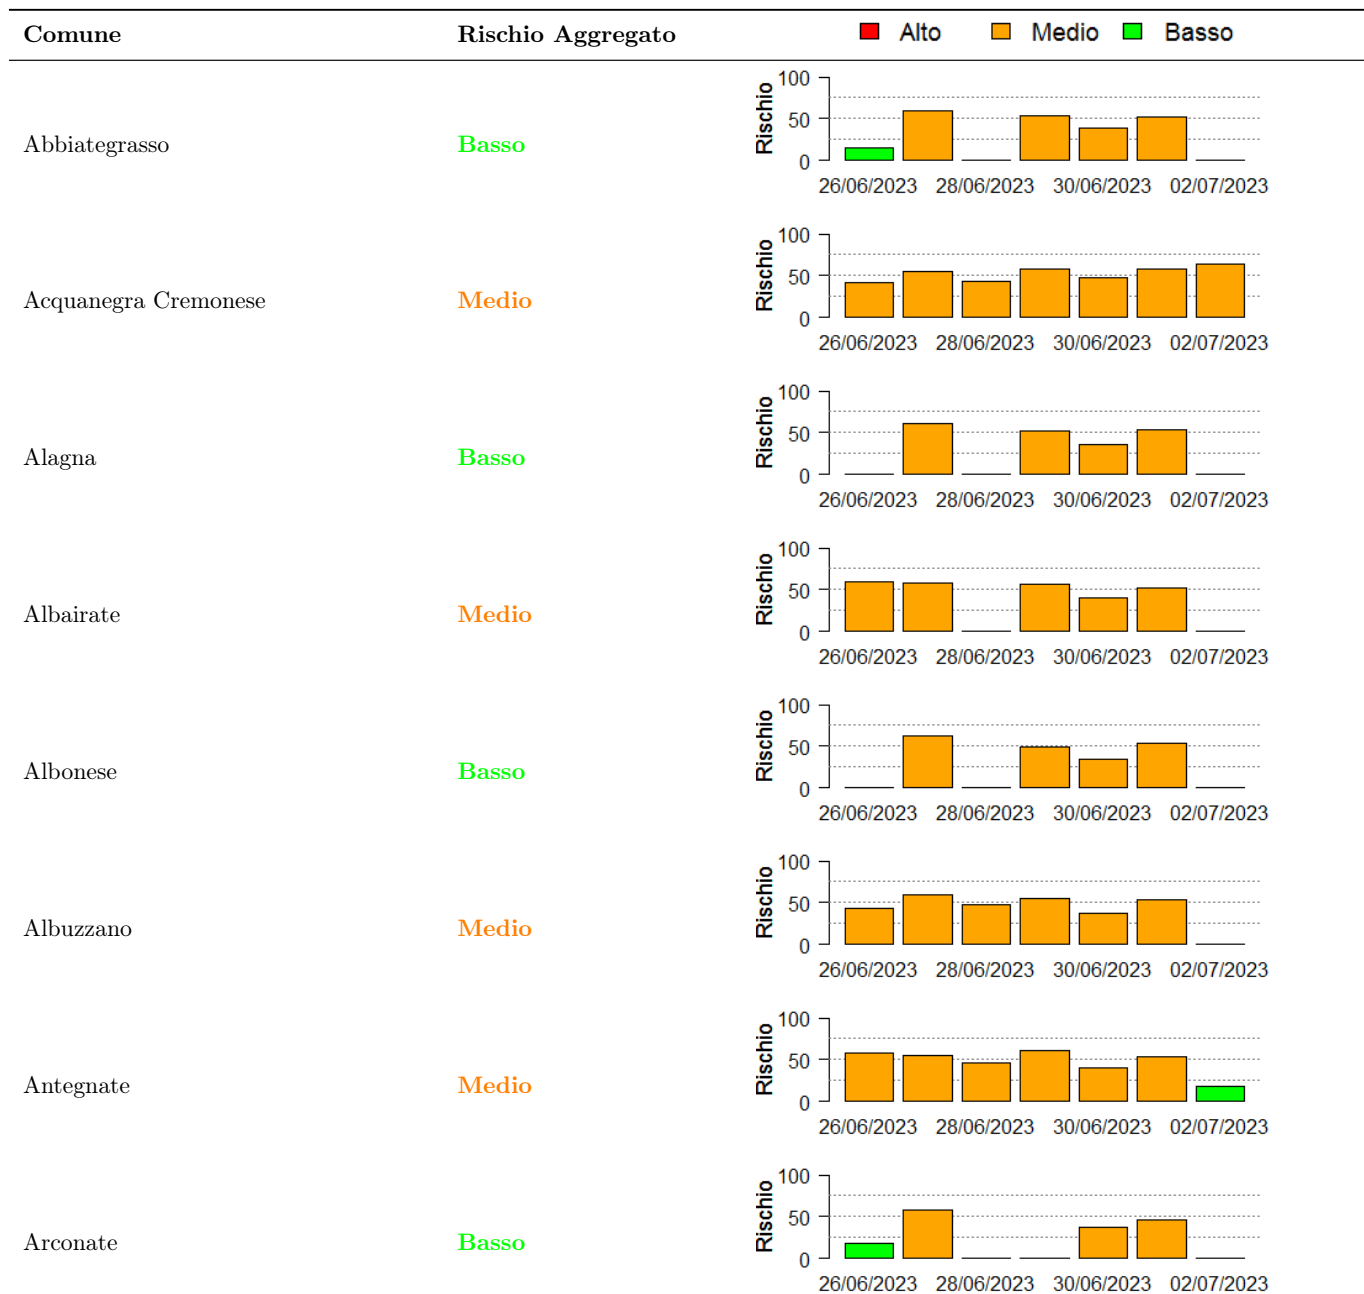 Comune Rischio Aggregato Alto Medio Basso
100
Rischio
50
Abbiategrasso Basso
0
26/06/2023 28/06/2023 30/06/2023 02/07/2023
100
Rischio
50
Acquanegra Cremonese Medio
0
26/06/2023 28/06/2023 30/06/2023 02/07/2023
100
Rischio
50
Alagna Basso
0
26/06/2023 28/06/2023 30/06/2023 02/07/2023
100
Rischio
50
Albairate Medio
0
26/06/2023 28/06/2023 30/06/2023 02/07/2023
100
Rischio
50
Albonese Basso
0
26/06/2023 28/06/2023 30/06/2023 02/07/2023
100
Rischio
50
Albuzzano Medio
0
26/06/2023 28/06/2023 30/06/2023 02/07/2023
100
Rischio
50
Antegnate Medio
0
26/06/2023 28/06/2023 30/06/2023 02/07/2023
100
Rischio
50
Arconate Basso
0
26/06/2023 28/06/2023 30/06/2023 02/07/2023